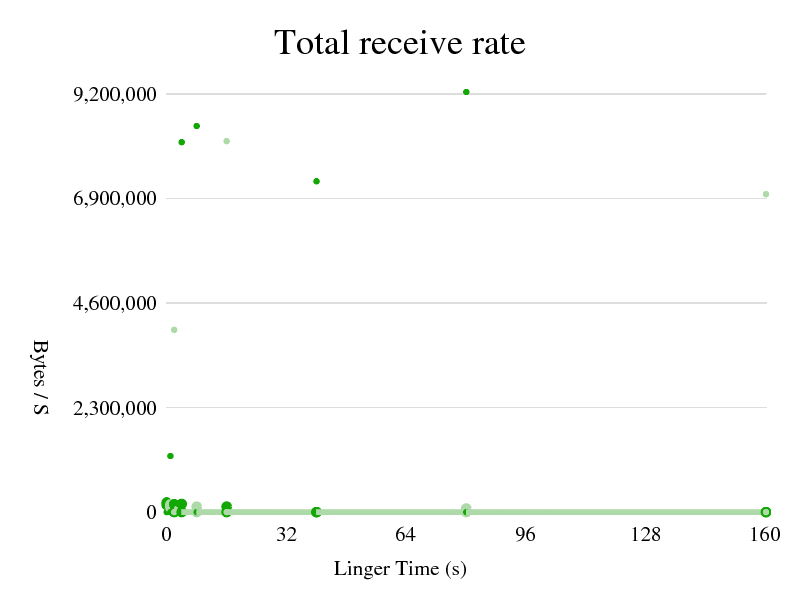 Total receive rate
9,200,000
6,900,000
4,600,000
2,300,000
0
Bytes / S
0 32 64 96 128 160
Linger Time (s)